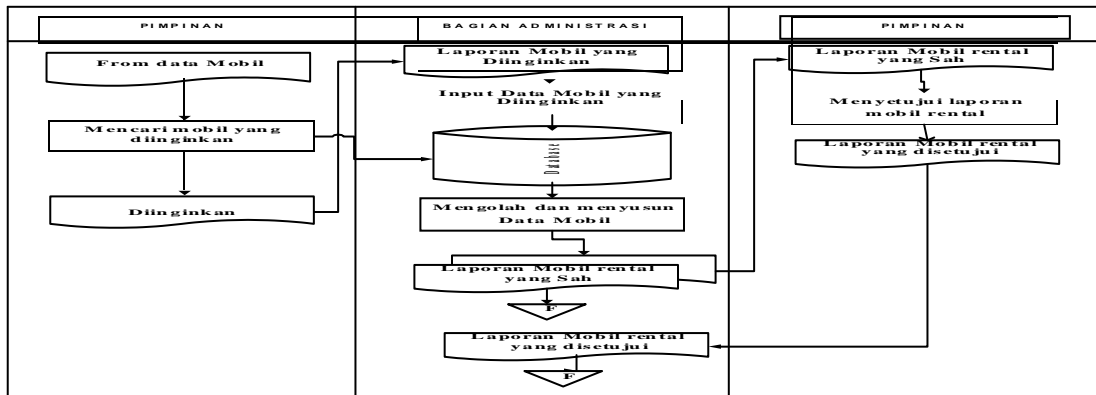 PIMPINAN
BAGIAN ADMINISTRASI
PIMPINAN
From data Mobil
Mencari mobil yang
diinginkan
Diinginkan
Laporan Mobil yang
Diinginkan
Input Data Mobil yang
Diinginkan
Database
Mengolah dan menyusun
Data Mobil
Laporan Mobil rental
yang Sah
F
Laporan Mobil rental
yang disetujui
F
Laporan Mobil rental
yang Sah
Menyetujui laporan
mobil rental
Laporan Mobil rental
yang disetujui